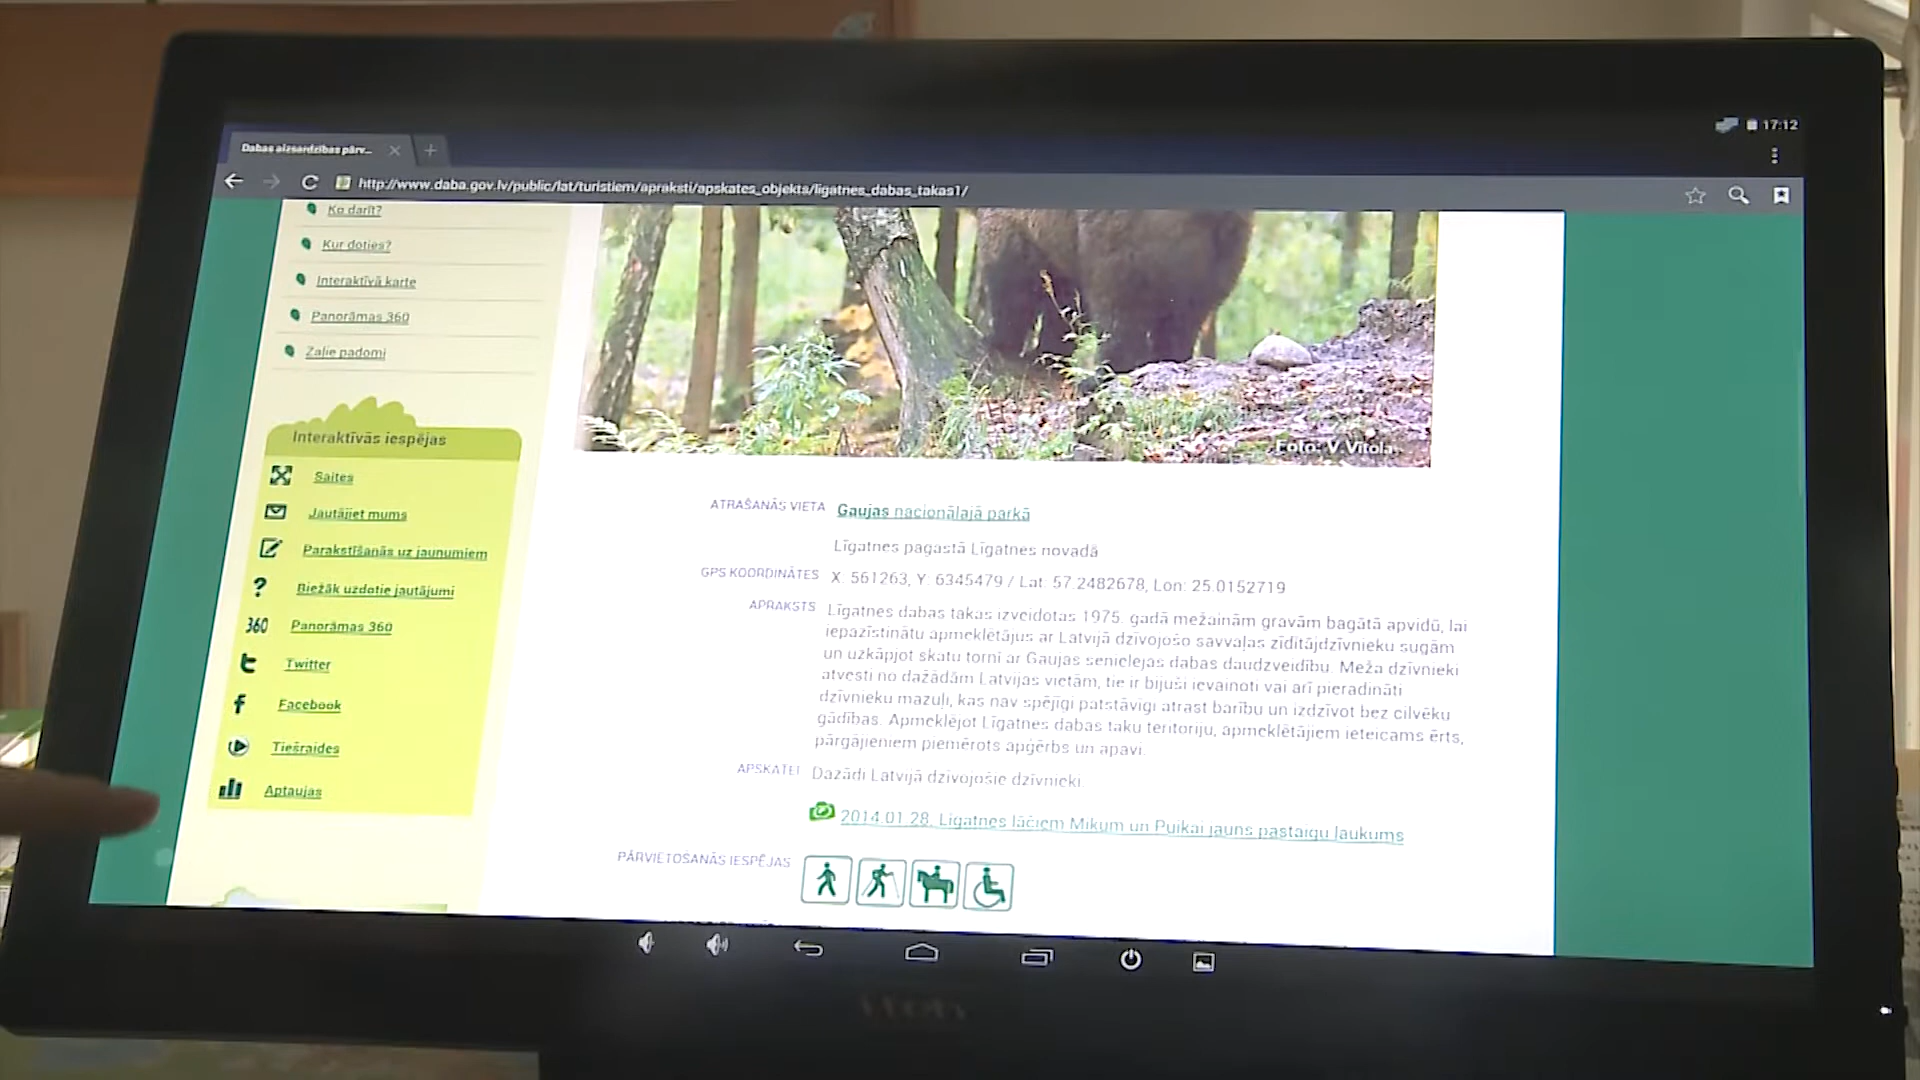 17:12
Dabas aizsardzības pārv...
http://www.daba.gov.lv/public/lat/turistiem/apraksti/apskates_objekts/ligatnes_dabas_takas1/
Ko darīt?
Kur doties?
Interaktīvā karte
Panorāmas 360
Zaļie padomi
Interaktīvās iespējas
Saites
Jautājiet mums
Parakstīšanās uz jaunumiem
? Biežāk uzdotie jautājumi
360 Panorāmas 360
Twitter
Facebook
Tiešraides
Aptaujas
Foto: V.Vītola
ATRAŠANĀS VIETA Gaujas nacionālajā parkā
Līgatnes pagastā Līgatnes novadā
GPS KOORDINĀTES X: 561263, Y: 6345479 / Lat: 57.2482678, Lon: 25.0152719
APRAKSTS Līgatnes dabas takas izveidotas 1975. gadā mežainām gravām bagātā apvidū, lai
iepazīstinātu apmeklētājus ar Latvijā dzīvojošo savvaļas zīdītājdzīvnieku sugām
un uzkāpjot skatu tornī ar Gaujas senielejas dabas daudzveidību. Meža dzīvnieki
atvesti no dažādām Latvijas vietām, tie ir bijuši ievainoti vai arī pieradināti
dzīvnieku mazuļi, kas nav spējīgi patstāvīgi atrast barību un izdzīvot bez cilvēku
gādības. Apmeklējot Līgatnes dabas taku teritoriju, apmeklētājiem ieteicams ērts,
pārgājieniem piemērots apģērbs un apavi.
APSKATEI Dažādi Latvijā dzīvojošie dzīvnieki.
2014.01.28. Līgatnes lāčiem Mikum un Puikam jauns pastaigu laukums
PĀRVIETOŠANĀS IESPĒJAS